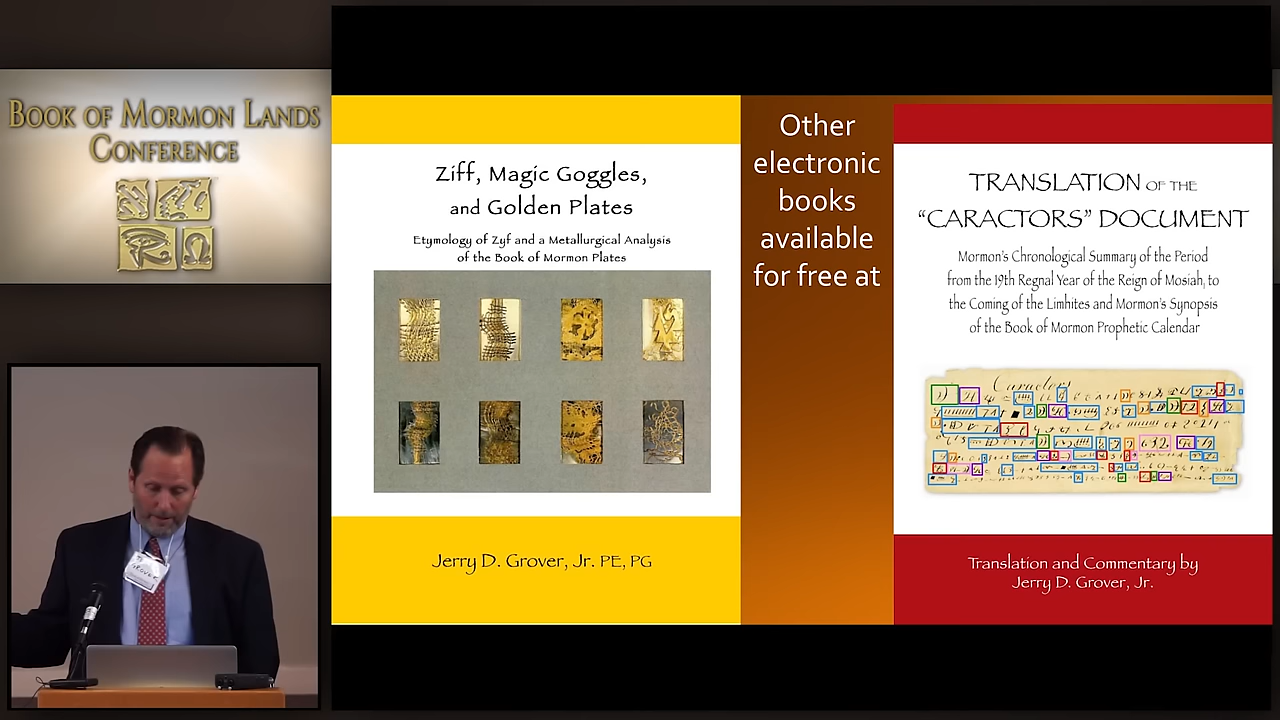 BOOK OF MORMON LANDS
CONFERENCE
Ziff, Magic Goggles,
and Golden Plates
Etymology of Zyf and a Metallurgical Analysis
of the Book of Mormon Plates
Jerry D. Grover, Jr. PE, PG
Other
electronic
books
available
for free at
TRANSLATION OF THE
“CARACTORS” DOCUMENT
Mormon's Chronological Summary of the Period
from the 19th Regnal Year of the Reign of Mosiah, to
the Coming of the Limhites and Mormon's Synopsis
of the Book of Mormon Prophetic Calendar
Caractors
Translation and Commentary by
Jerry D. Grover, Jr.